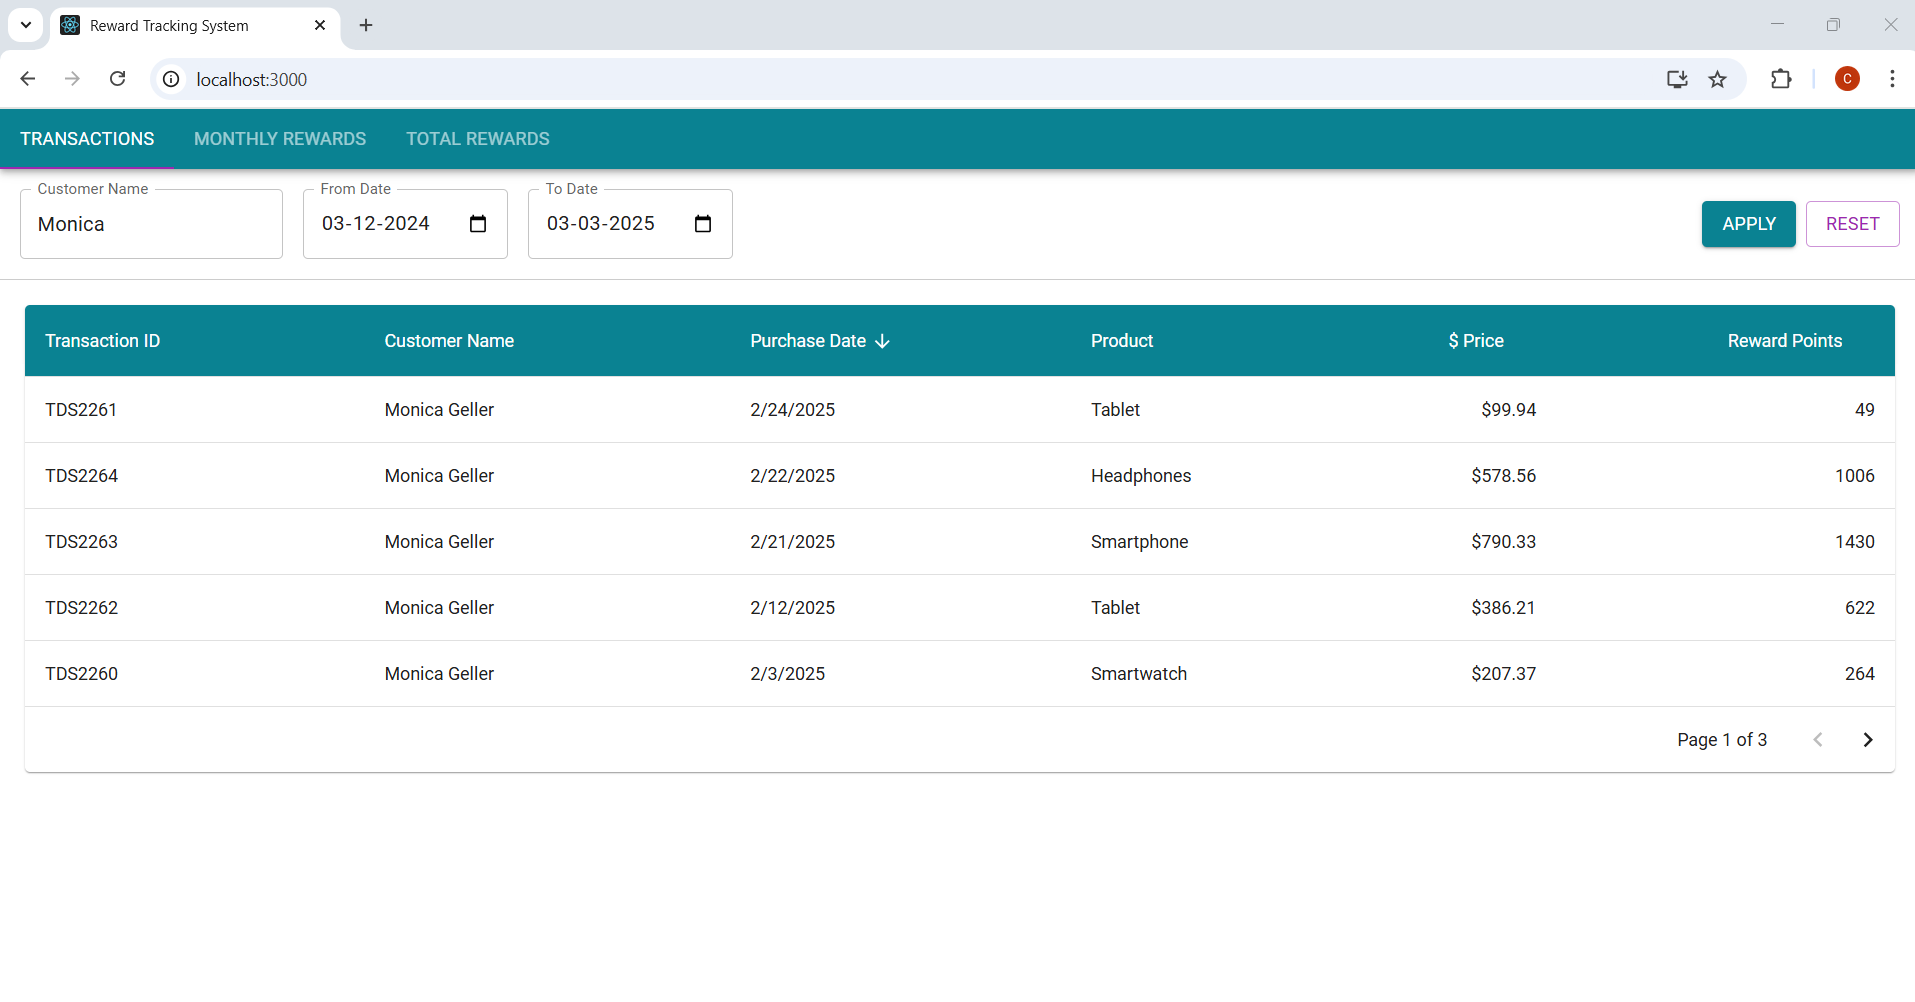 Reward Tracking System
localhost:3000
C
TRANSACTIONS MONTHLY REWARDS TOTAL REWARDS
Customer Name From Date To Date
Monica 03-12-2024 03-03-2025 APPLY RESET
Transaction ID Customer Name Purchase Date Product $ Price Reward Points
TDS2261 Monica Geller 2/24/2025 Tablet $99.94 49
TDS2264 Monica Geller 2/22/2025 Headphones $578.56 1006
TDS2263 Monica Geller 2/21/2025 Smartphone $790.33 1430
TDS2262 Monica Geller 2/12/2025 Tablet $386.21 622
TDS2260 Monica Geller 2/3/2025 Smartwatch $207.37 264
Page 1 of 3